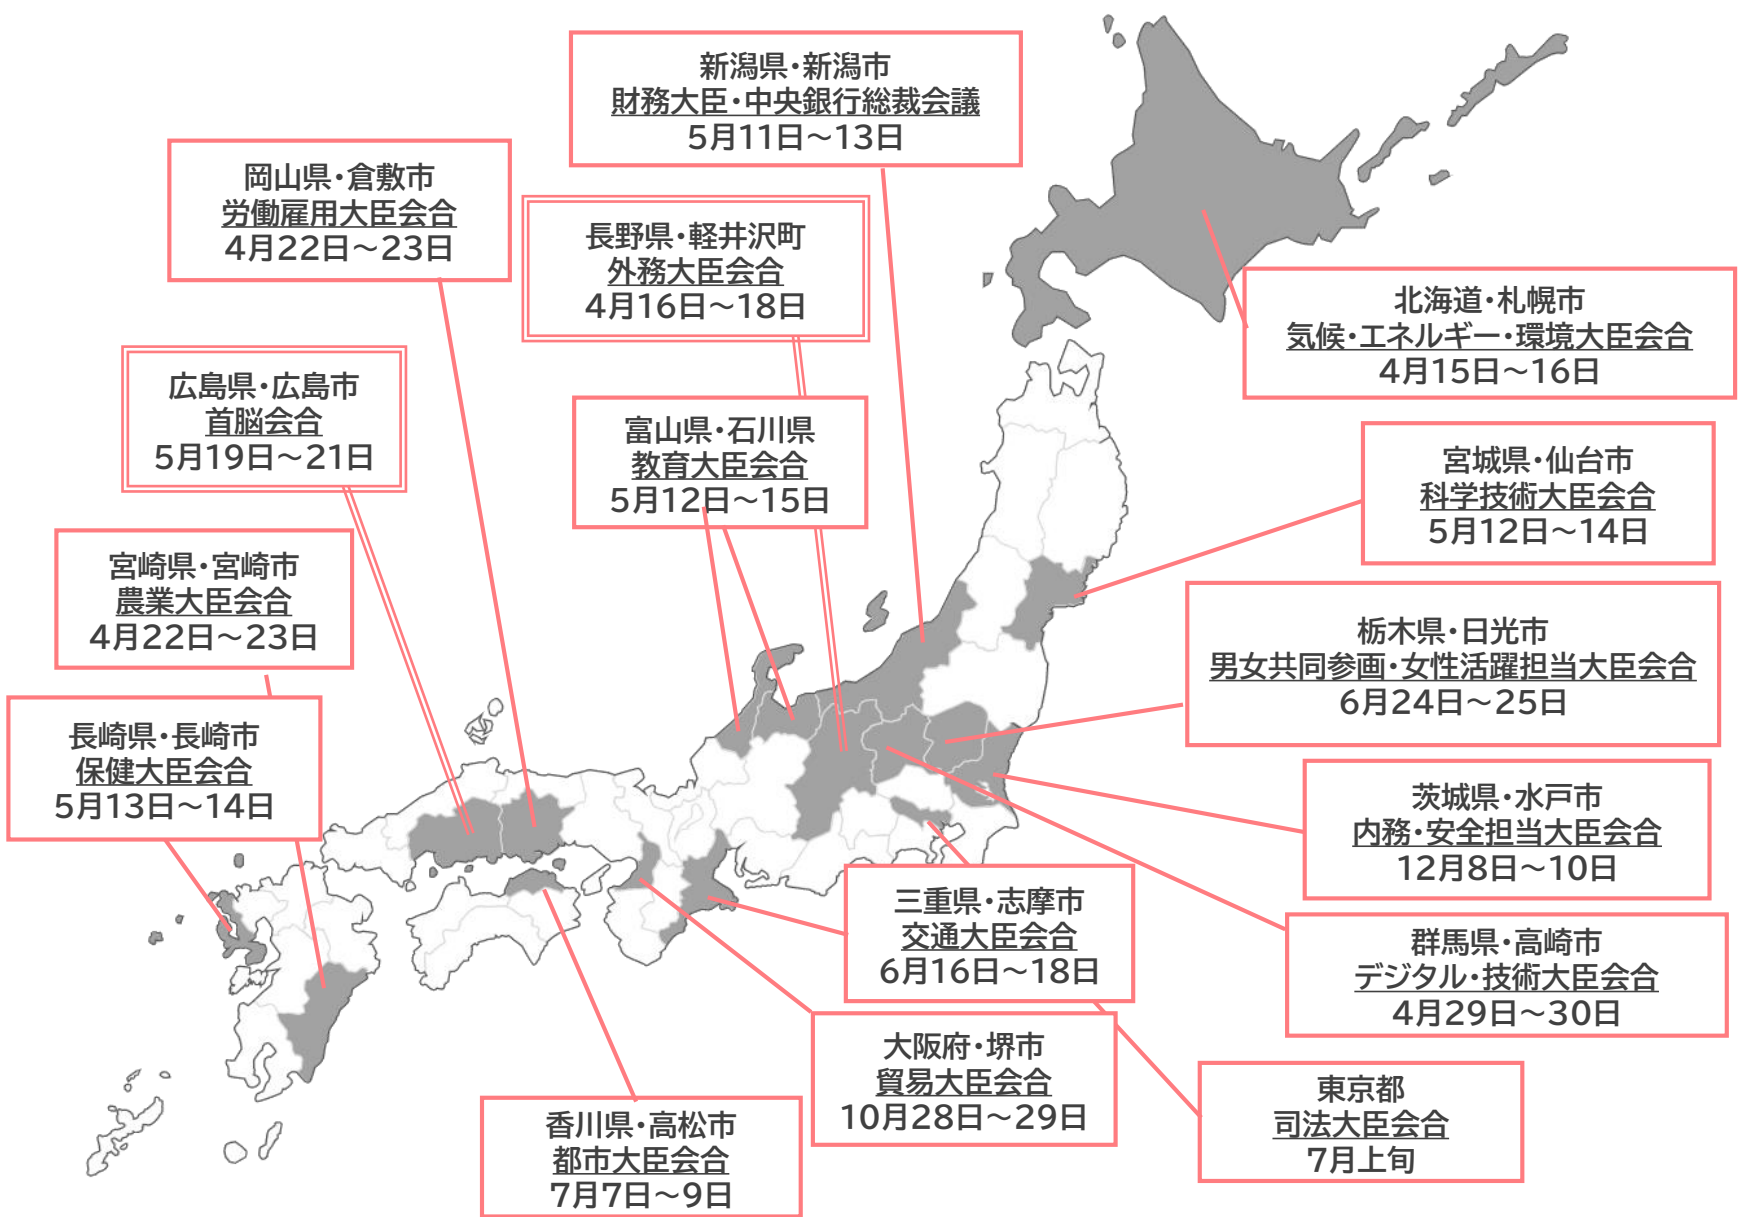 新潟県・新潟市
財務大臣・中央銀行総裁会議
5月11日～13日
岡山県・倉敷市
労働雇用大臣会合
4月22日～23日
長野県・軽井沢町
外務大臣会合
4月16日～18日
北海道・札幌市
気候・エネルギー・環境大臣会合
4月15日～16日
広島県・広島市
首脳会合
5月19日～21日
富山県・石川県
教育大臣会合
5月12日～15日
宮城県・仙台市
科学技術大臣会合
5月12日～14日
宮崎県・宮崎市
農業大臣会合
4月22日～23日
栃木県・日光市
男女共同参画・女性活躍担当大臣会合
6月24日～25日
長崎県・長崎市
保健大臣会合
5月13日～14日
茨城県・水戸市
内務・安全担当大臣会合
12月8日～10日
三重県・志摩市
交通大臣会合
6月16日～18日
群馬県・高崎市
デジタル・技術大臣会合
4月29日～30日
大阪府・堺市
貿易大臣会合
10月28日～29日
東京都
司法大臣会合
7月上旬
香川県・高松市
都市大臣会合
7月7日～9日